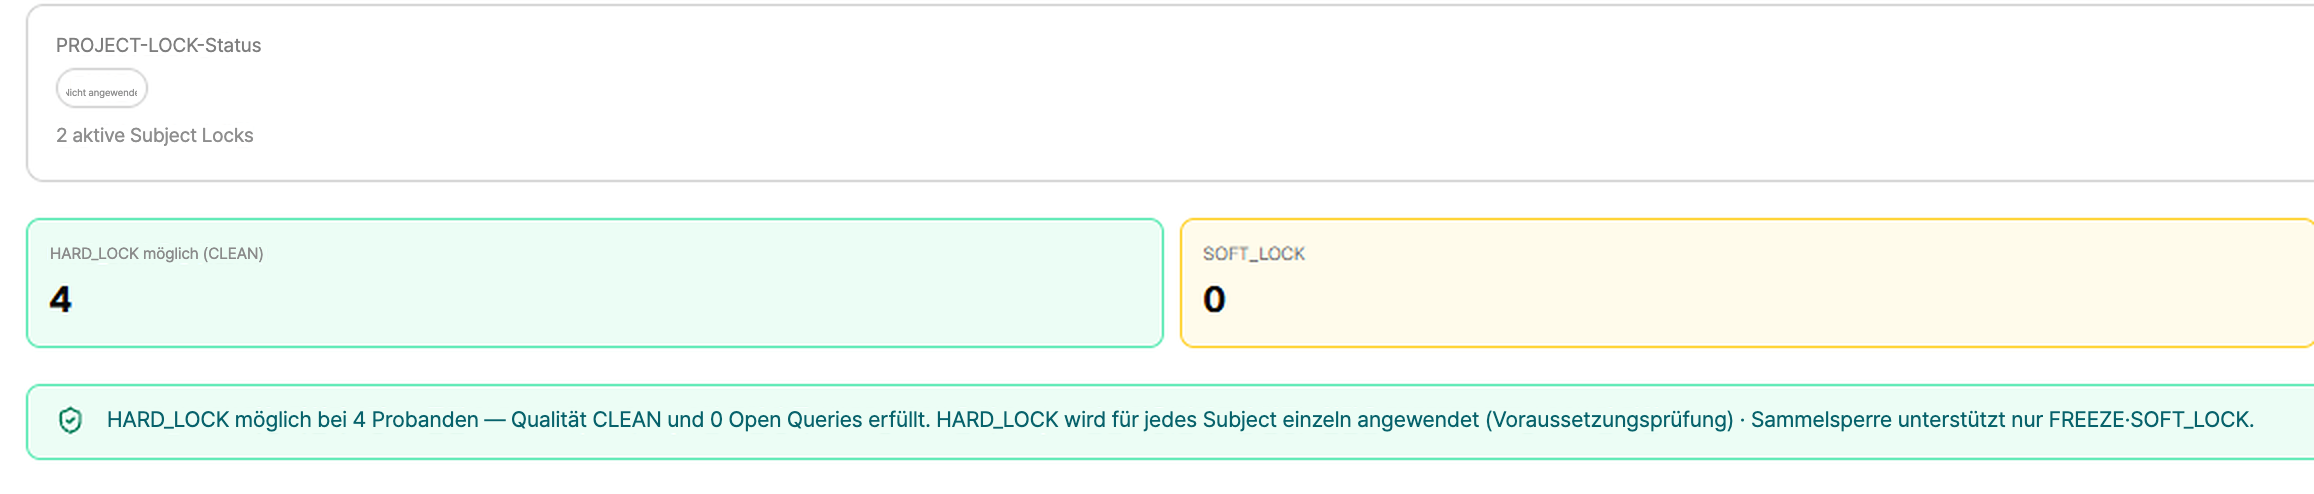 PROJECT-LOCK-Status
angewende
2 aktive Subject Locks
HARD_LOCK möglich (CLEAN)
4
SOFT_LOCK
0
HARD_LOCK möglich bei 4 Probanden — Qualität CLEAN und 0 Open Queries erfüllt. HARD_LOCK wird für jedes Subject einzeln angewendet (Voraussetzungsprüfung) · Sammelsperre unterstützt nur FREEZE·SOFT_LOCK.